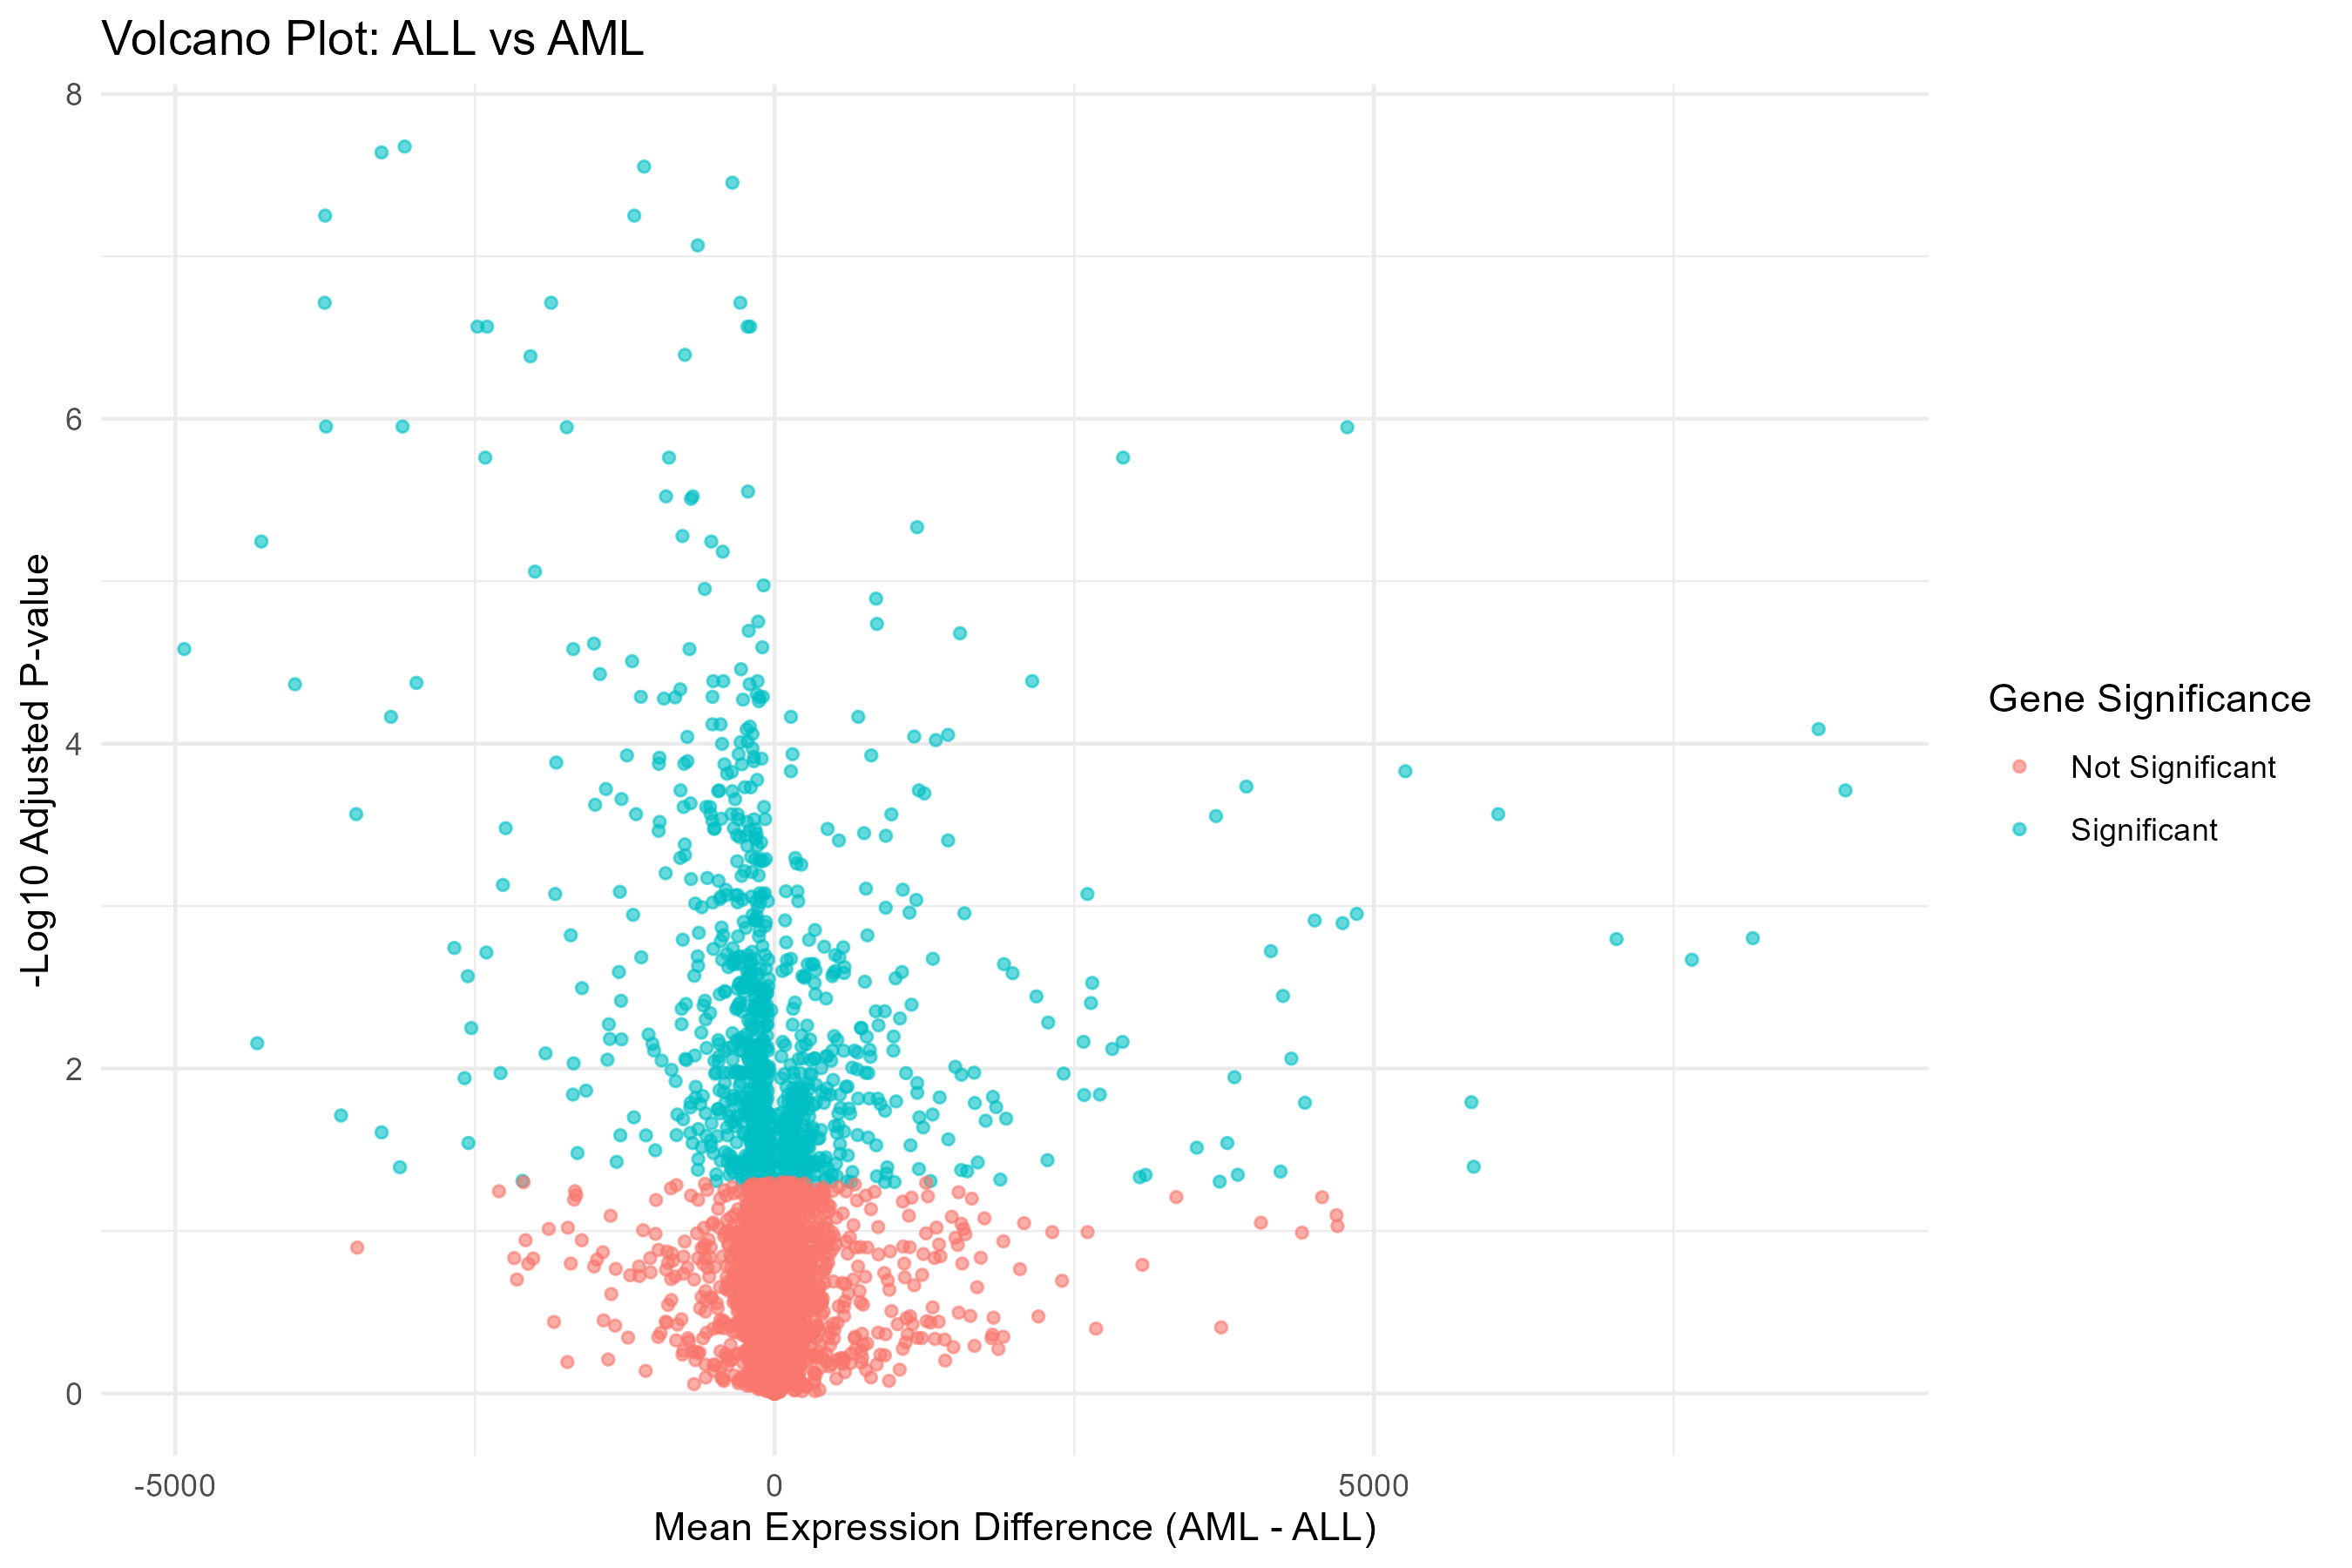 Volcano Plot: ALL vs AML
8
6
4
2
0
-Log10 Adjusted P-value
-5000
0
5000
Mean Expression Difference (AML - ALL)
Gene Significance
Not Significant
Significant